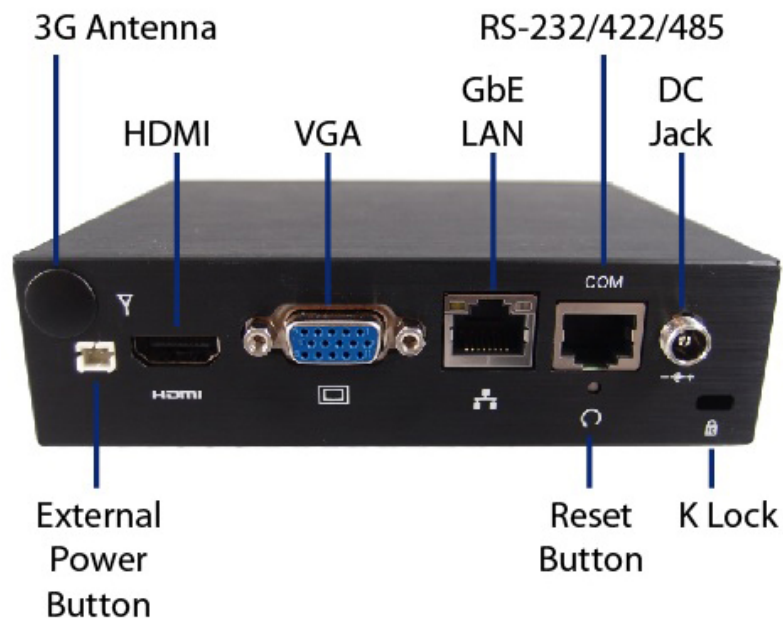 3G Antenna
RS-232/422/485
HDMI
VGA
GbE
LAN
DC
Jack
COM
HDMI
External
Power
Button
Reset
Button
K Lock